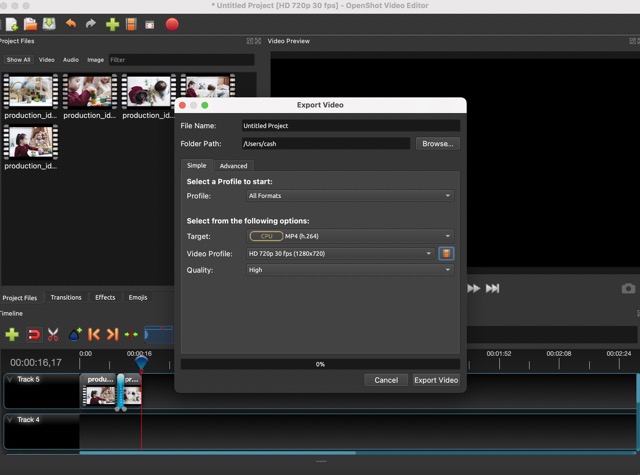 * Untitled Project [HD 720p 30 fps] - OpenShot Video Editor
Project Files
Video Preview
Show All Video Audio Image Filter
production_id...
production_id...
production_id...
production_id...
production_id...
Export Video
File Name: Untitled Project
Folder Path: /Users/cash Browse...
Simple Advanced
Select a Profile to start:
Profile: All Formats
Select from the following options:
Target: CPU MP4 (h.264)
Video Profile: HD 720p 30 fps (1280x720)
Quality: High
0%
Cancel Export Video
Project Files Transitions Effects Emojis
Timeline
00:00:16,17
0:00 00:00:16 00:01:52 00:02:08 00:02:24
Track 5 produ... pr...
Track 4